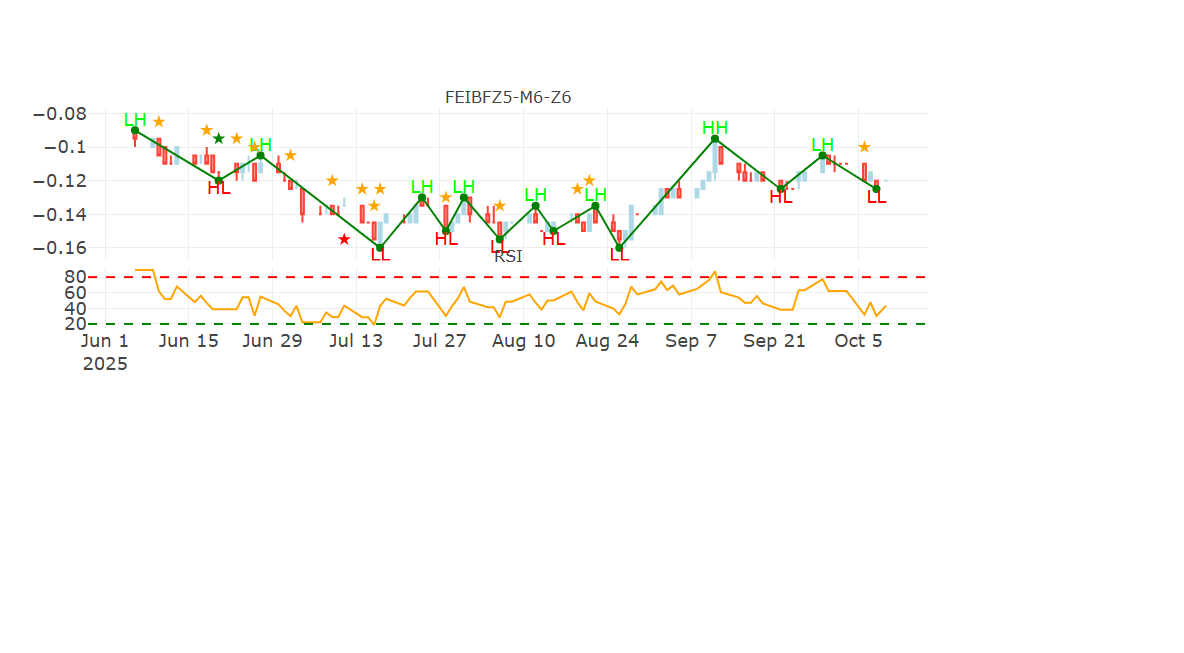 FEIBFZ5-M6-Z6
−0.08
−0.1
−0.12
−0.14
−0.16
LH
HL
LH
LL
LH
HL
LH
LL
LH
HL
LH
LL
HH
HL
LH
LL
RSI
80
60
40
20
Jun 1
2025
Jun 15
Jun 29
Jul 13
Jul 27
Aug 10
Aug 24
Sep 7
Sep 21
Oct 5